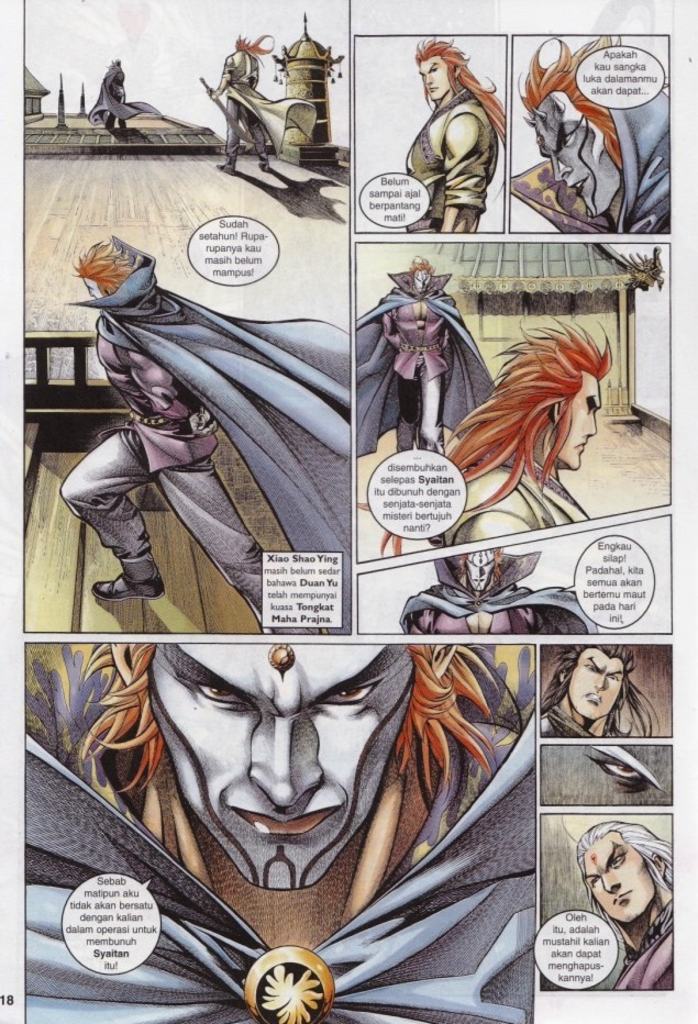 Sudah
setahun! Rupa-
rupanya kau
masih belum
mampus!
Xiao Shao Ying
masih belum sedar
bahawa Duan Yu
telah mempunyai
kuasa Tongkat
Maha Prajna.
Belum
sampai ajal
berpantang
mati!
Apakah
kau sangka
luka dalamanmu
akan dapat...
...
disembuhkan
selepas Syaitan
itu dibunuh dengan
senjata-senjata
misteri bertujuh
nanti?
Engkau
silap!
Padahal, kita
semua akan
bertemu maut
pada hari
ini!
Sebab
matipun aku
tidak akan bersatu
dengan kalian
dalam operasi untuk
membunuh
Syaitan
itu!
Oleh
itu, adalah
mustahil kalian
akan dapat
menghapus-
kannya!
18